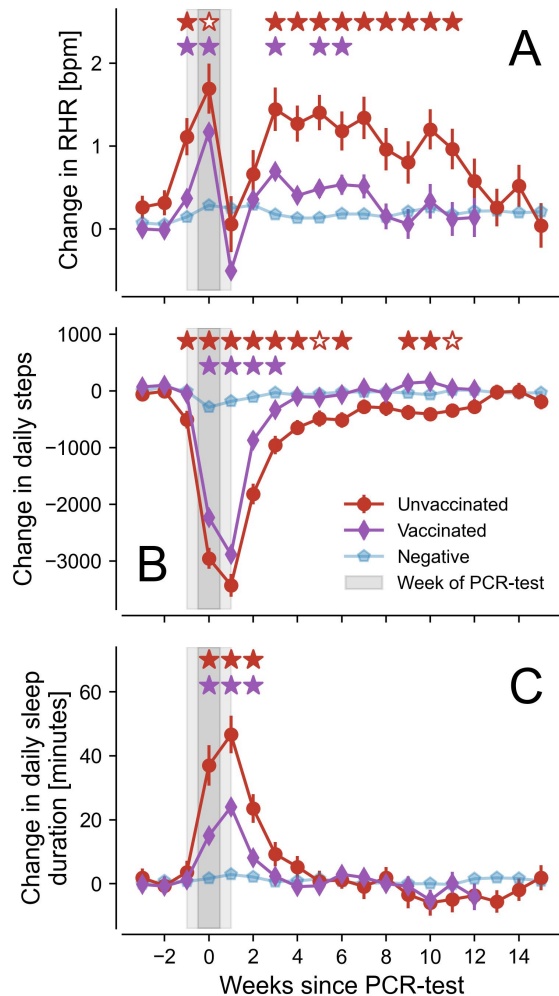 A
Change in RHR [bpm]
2
1
0
B
Change in daily steps
1000
0
−1000
−2000
−3000
Unvaccinated
Vaccinated
Negative
Week of PCR-test
C
Change in daily sleep
duration [minutes]
60
40
20
0
−2 0 2 4 6 8 10 12 14
Weeks since PCR-test